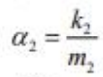 α₂ = k₂ / m₂